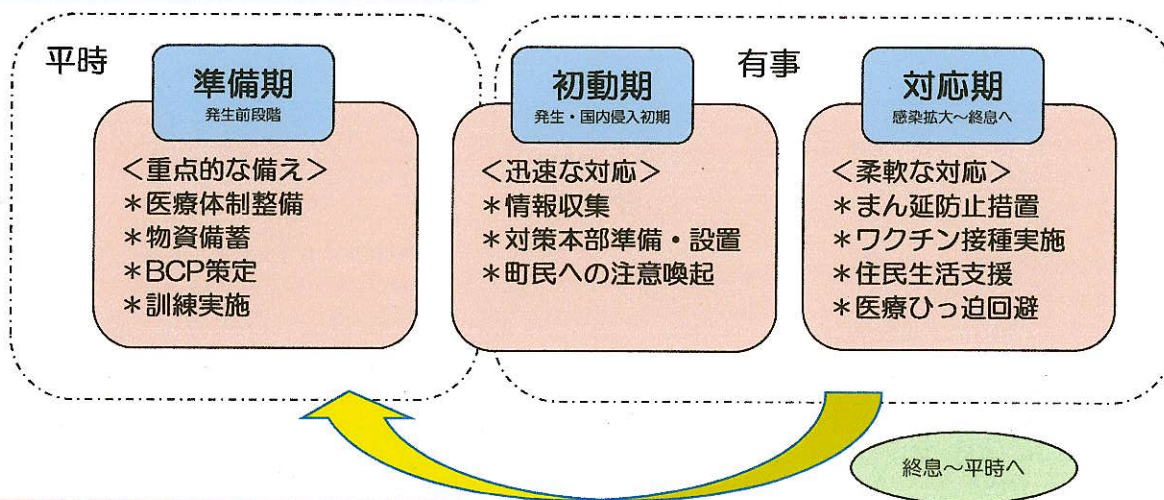 平時
準備期
発生前段階
<重点的な備え>
*医療体制整備
*物資備蓄
*BCP策定
*訓練実施
有事
初動期
発生・国内侵入初期
<迅速な対応>
*情報収集
*対策本部準備・設置
*町民への注意喚起
対応期
感染拡大~終息へ
<柔軟な対応>
*まん延防止措置
*ワクチン接種実施
*住民生活支援
*医療ひっ迫回避
終息~平時へ